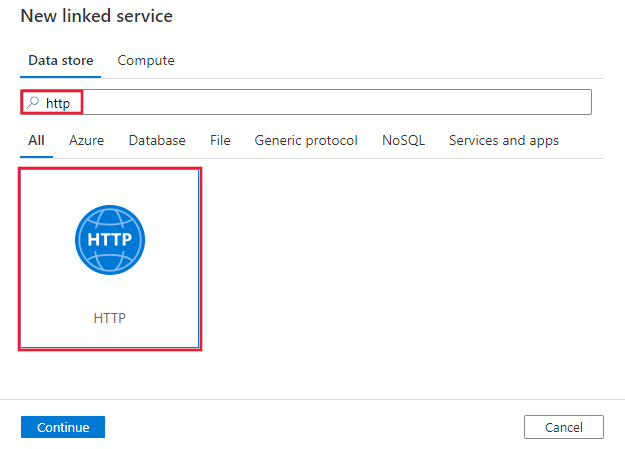 New linked service
Data store Compute
http
All Azure Database File Generic protocol NoSQL Services and apps
HTTP
HTTP
Continue Cancel